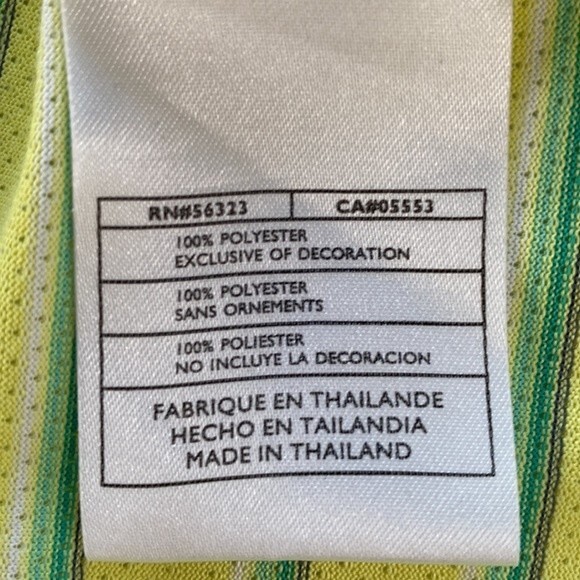 RN#56323 CA#05553
100% POLYESTER
EXCLUSIVE OF DECORATION
100% POLYESTER
SANS ORNEMENTS
100% POLIESTER
NO INCLUYE LA DECORACION
FABRIQUE EN THAILANDE
HECHO EN TAILANDIA
MADE IN THAILAND